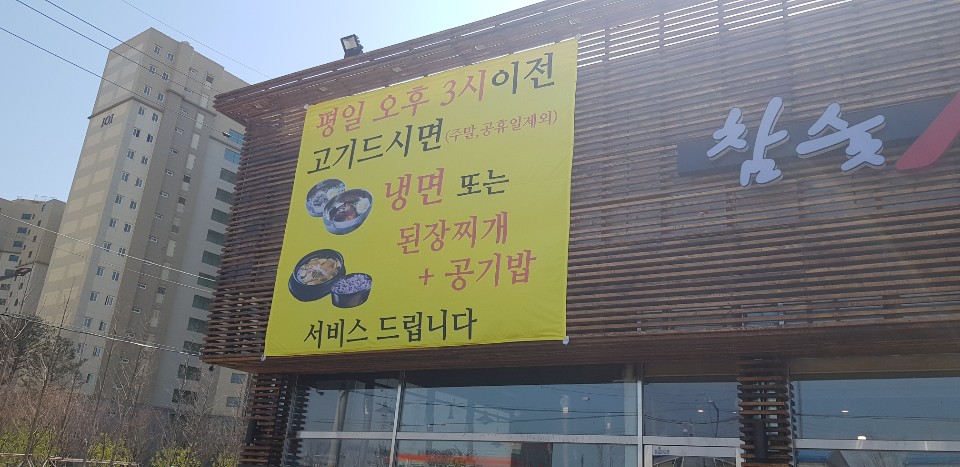 평일 오후 3시이전
고기드시면(주말,공휴일제외)
냉면 또는
된장찌개
+ 공기밥
서비스 드립니다
참숯
101